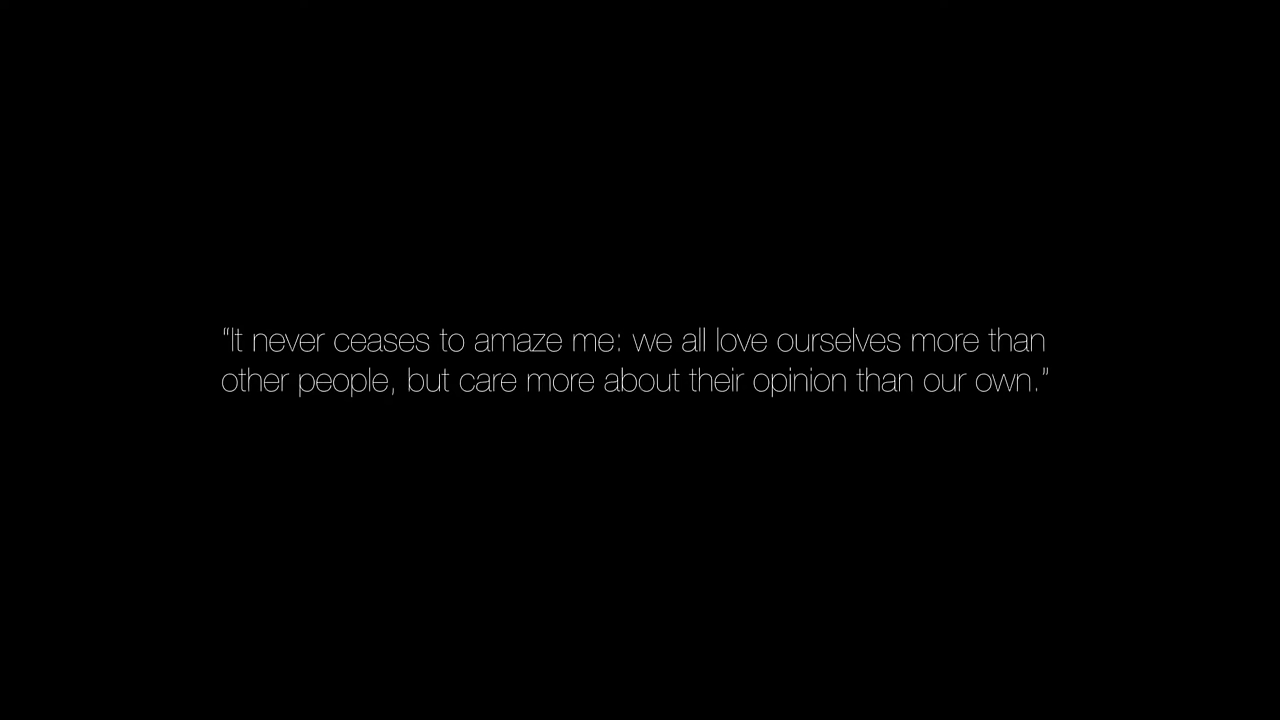 “It never ceases to amaze me: we all love ourselves more than
other people, but care more about their opinion than our own.”